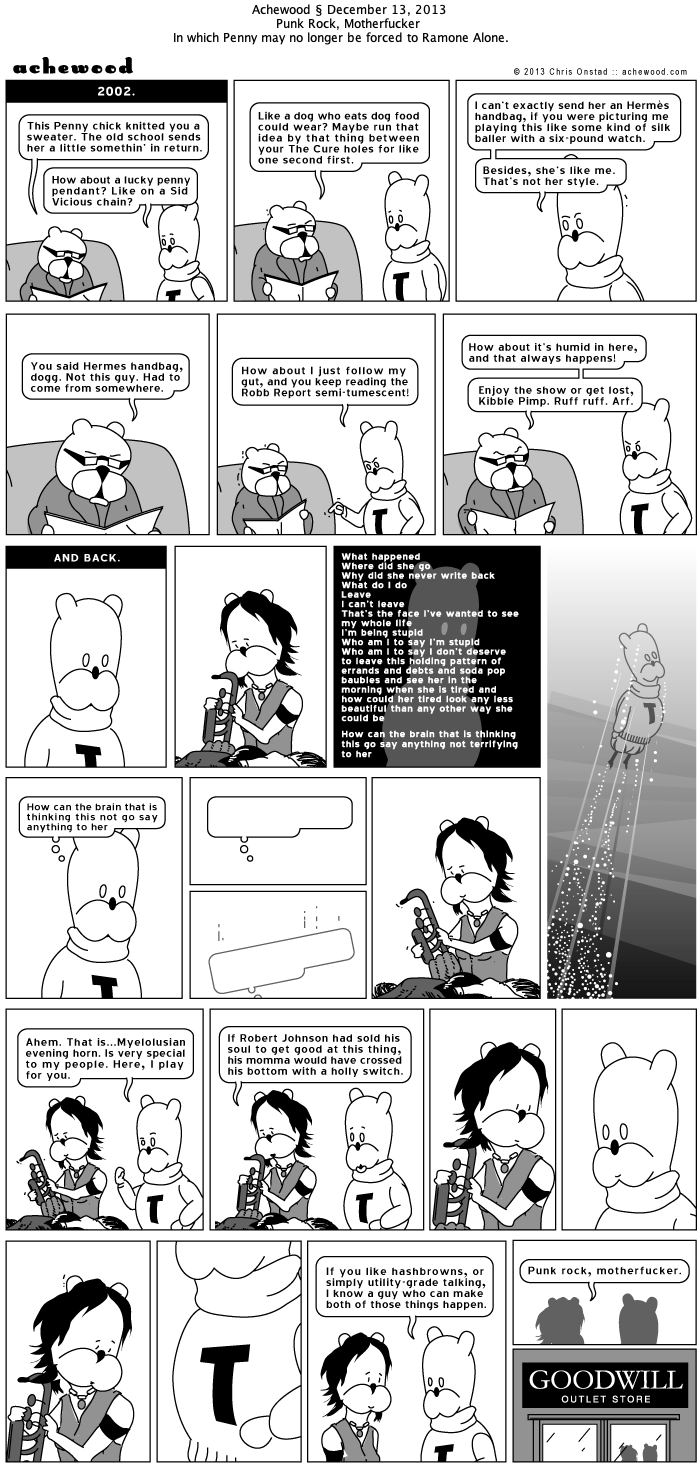 Achewood § December 13, 2013
Punk Rock, Motherfucker
In which Penny may no longer be forced to Ramone Alone.
achewood
© 2013 Chris Onstad :: achewood.com
2002.
This Penny chick knitted you a
sweater. The old school sends
her a little somethin' in return.
How about a lucky penny
pendant? Like on a Sid
Vicious chain?
T
Like a dog who eats dog food
could wear? Maybe run that
idea by that thing between
your The Cure holes for like
one second first.
T
I can't exactly send her an Hermès
handbag, if you were picturing me
playing this like some kind of silk
baller with a six-pound watch.
Besides, she's like me.
That's not her style.
You said Hermes handbag,
dogg. Not this guy. Had to
come from somewhere.
How about I just follow my
gut, and you keep reading the
Robb Report semi-tumescent!
T
How about it's humid in here,
and that always happens!
Enjoy the show or get lost,
Kibble Pimp. Ruff ruff. Arf.
T
AND BACK.
T
What happened
Where did she go
Why did she never write back
What do I do
Leave
I can't leave
That's the face I've wanted to see
my whole life
I'm being stupid
Who am I to say I'm stupid
Who am I to say I don't deserve
to leave this holding pattern of
errands and debts and soda pop
baubles and see her in the
morning when she is tired and
how could her tired look any less
beautiful than any other way she
could be
How can the brain that is thinking
this go say anything not terrifying
to her
T
How can the brain that is
thinking this not go say
anything to her
T
Ahem. That is...Myelolusian
evening horn. Is very special
to my people. Here, I play
for you.
T
If Robert Johnson had sold his
soul to get good at this thing,
his momma would have crossed
his bottom with a holly switch.
T
T
If you like hashbrowns, or
simply utility-grade talking,
I know a guy who can make
both of those things happen.
T
Punk rock, motherfucker.
GOODWILL
OUTLET STORE